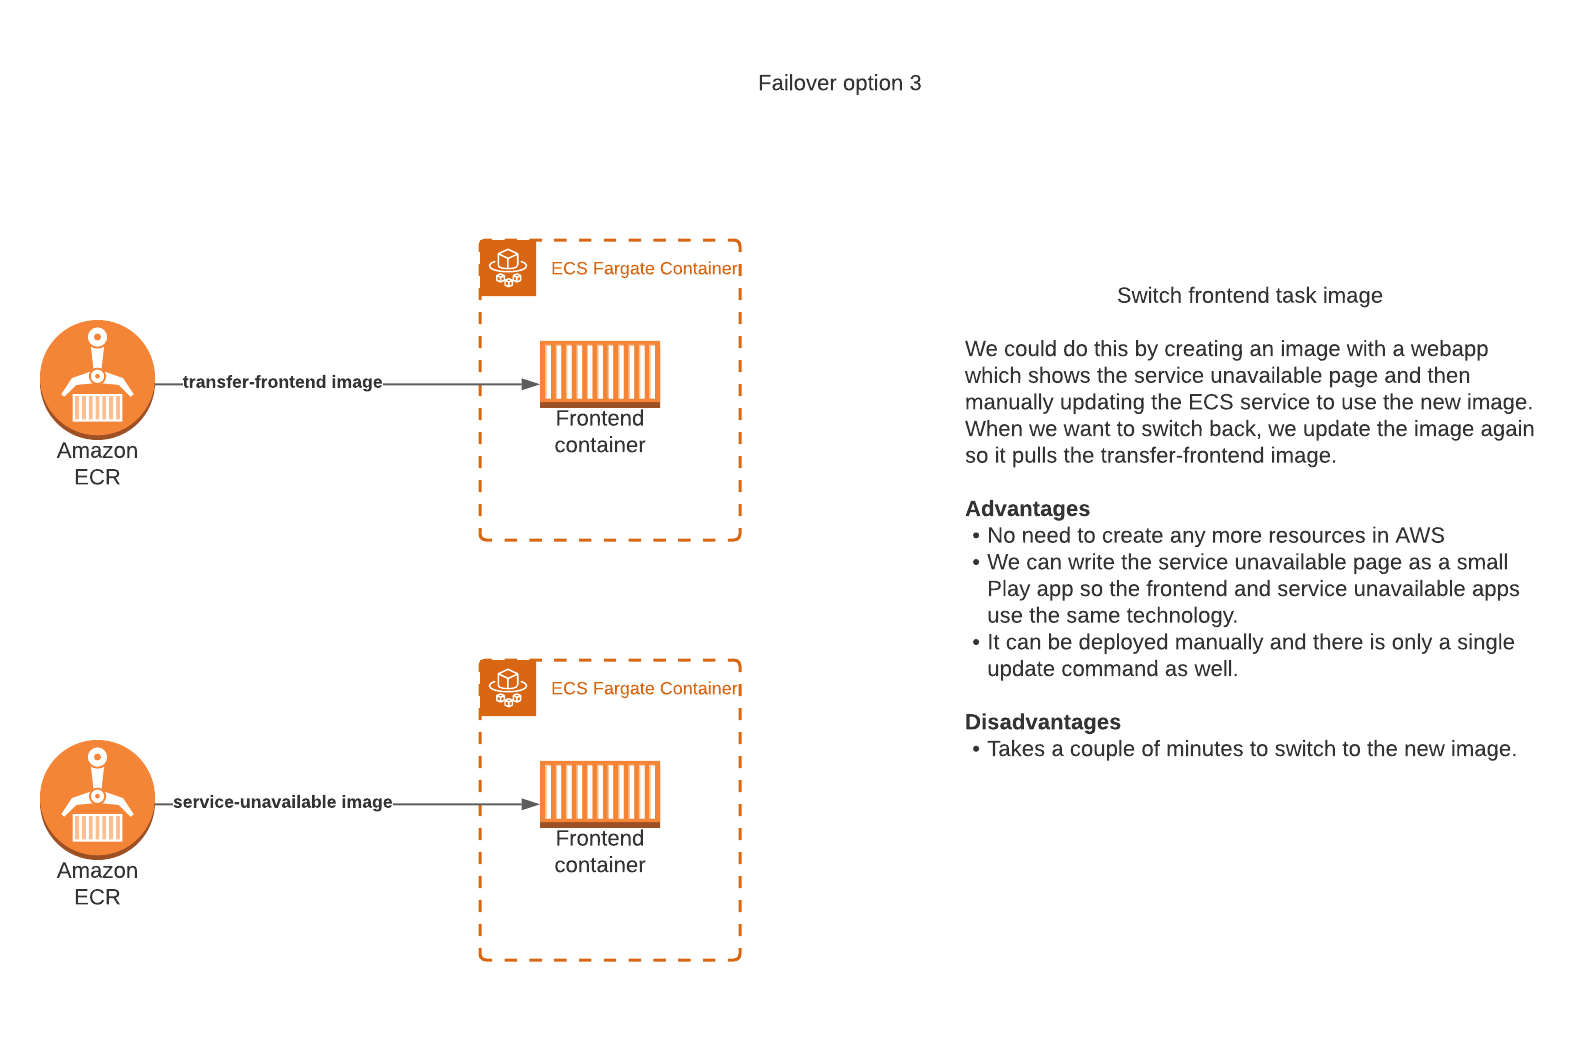 Failover option 3
ECS Fargate Container
transfer-frontend image
Frontend
container
Amazon
ECR
ECS Fargate Container
service-unavailable image
Frontend
container
Amazon
ECR
Switch frontend task image
We could do this by creating an image with a webapp
which shows the service unavailable page and then
manually updating the ECS service to use the new image.
When we want to switch back, we update the image again
so it pulls the transfer-frontend image.
Advantages
• No need to create any more resources in AWS
• We can write the service unavailable page as a small
Play app so the frontend and service unavailable apps
use the same technology.
• It can be deployed manually and there is only a single
update command as well.
Disadvantages
• Takes a couple of minutes to switch to the new image.